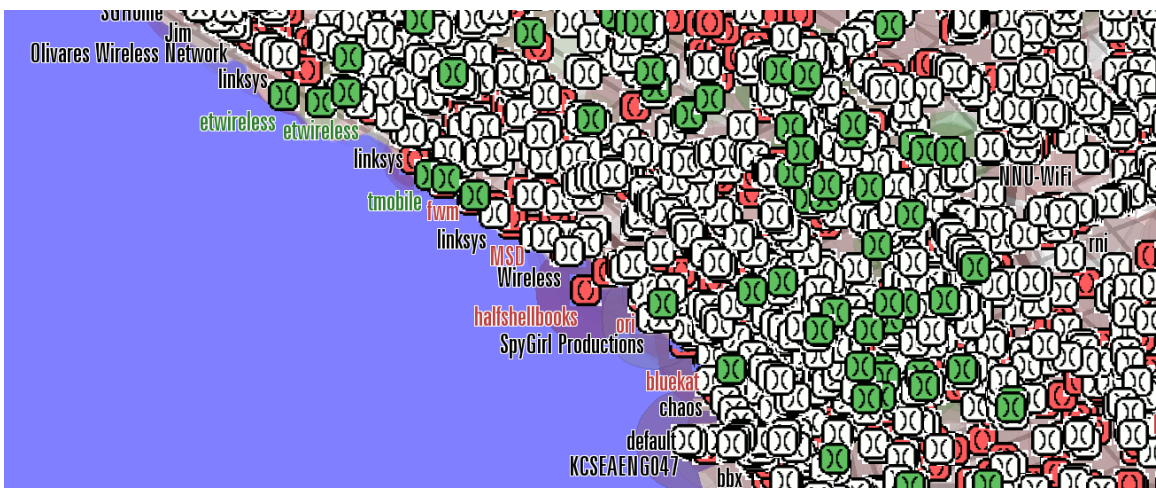 SGHome
Jim
Olivares Wireless Network
linksys
etwireless
etwireless
linksys
NNU-WiFi
tmobile
fwm
linksys
rni
MSD
Wireless
halfshellbooks
ori
SpyGirl Productions
bluekat
chaos
default
KCSEAENG047
bbx